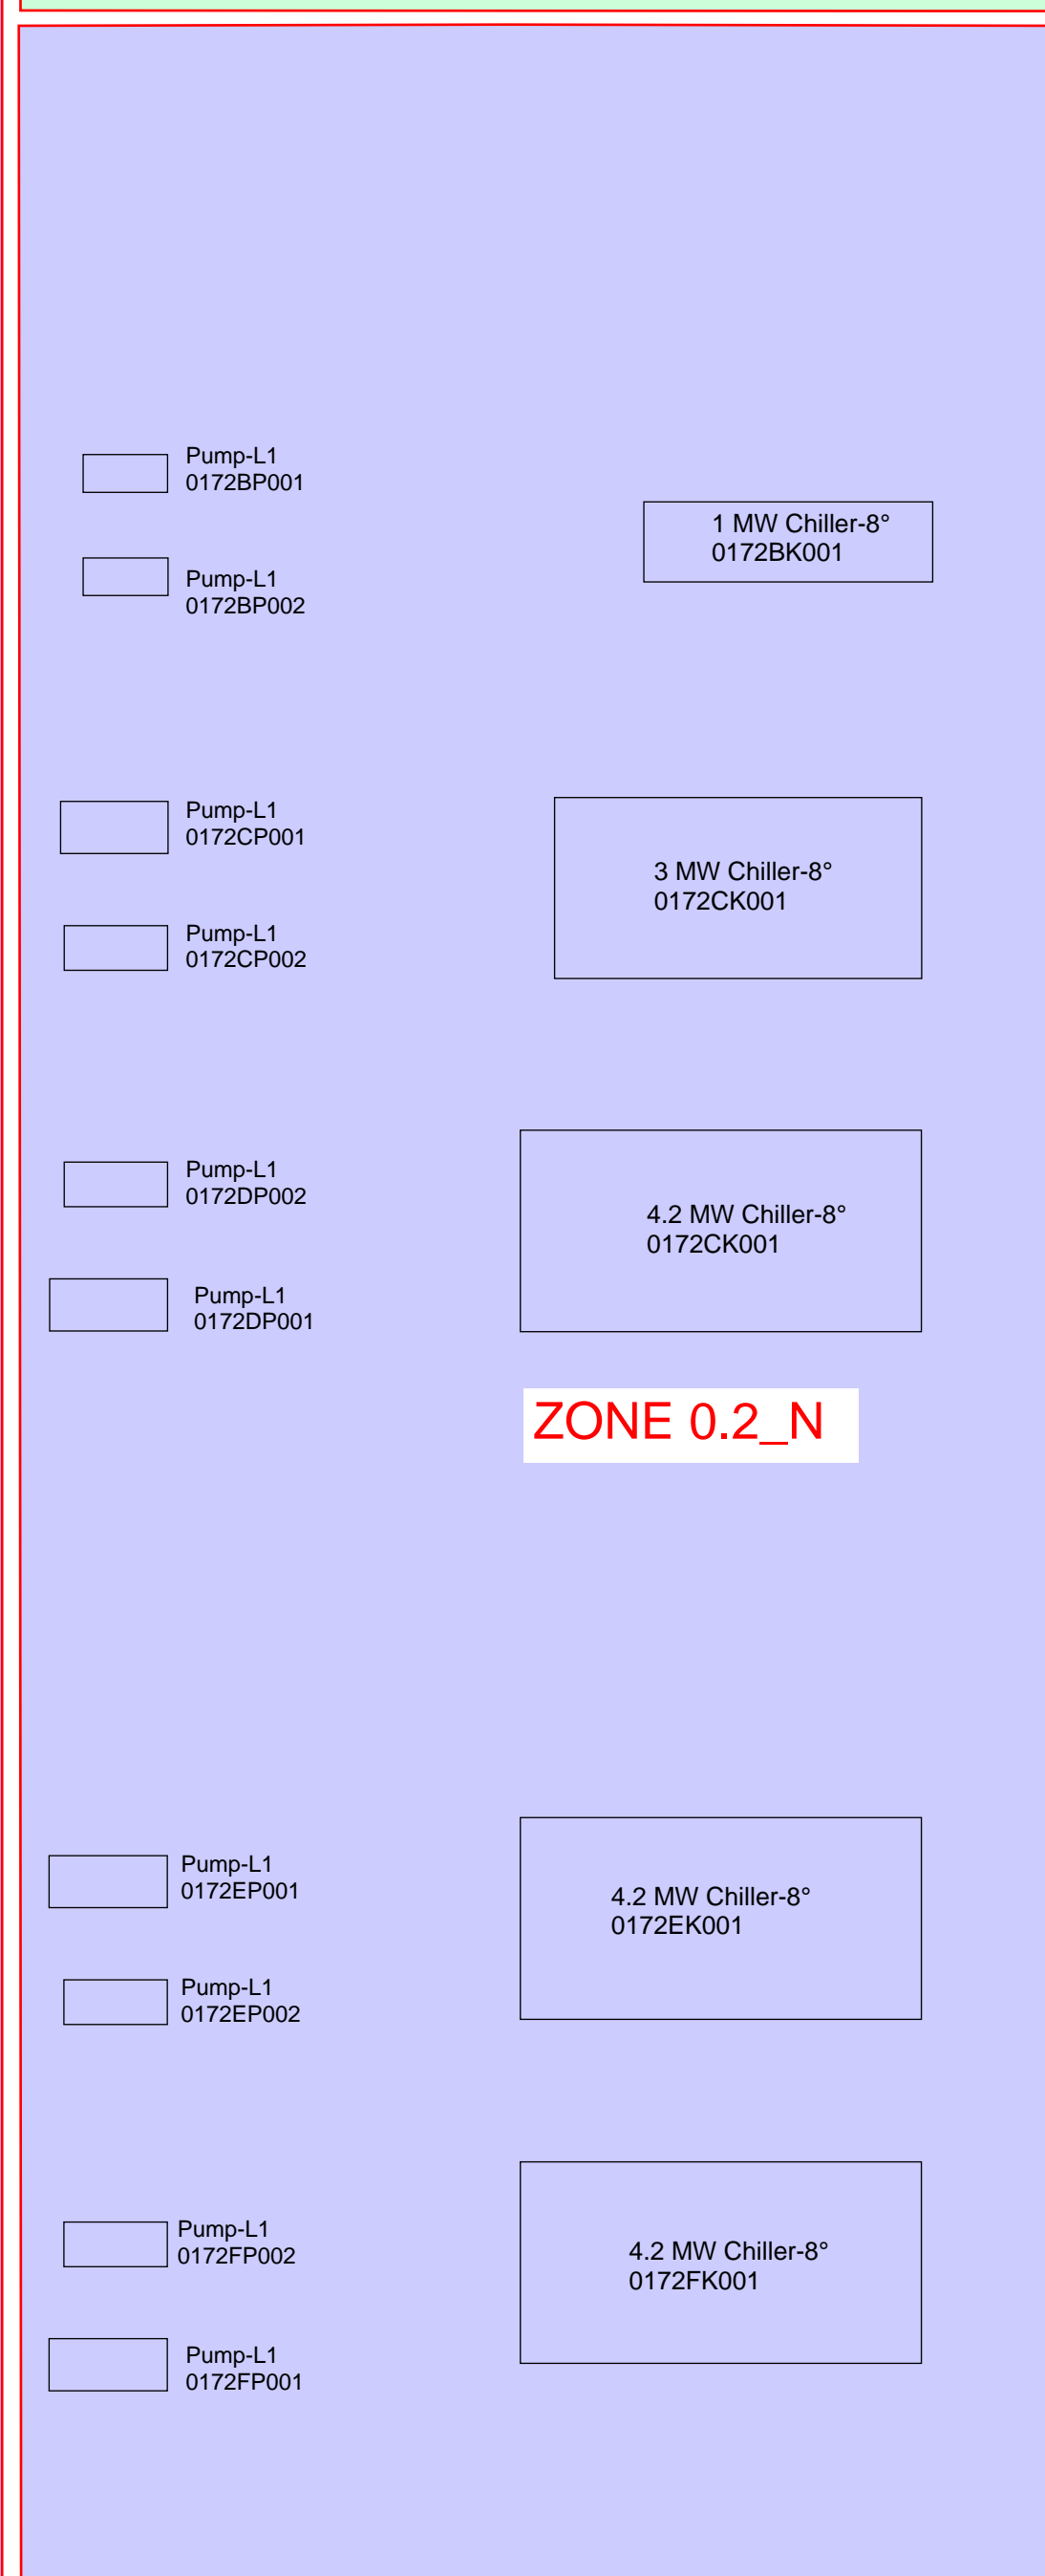 Pump-L1
0172BP001
1 MW Chiller-8°
0172BK001
Pump-L1
0172BP002
Pump-L1
0172CP001
3 MW Chiller-8°
0172CK001
Pump-L1
0172CP002
Pump-L1
0172DP002
4.2 MW Chiller-8°
0172CK001
Pump-L1
0172DP001
ZONE 0.2_N
Pump-L1
0172EP001
4.2 MW Chiller-8°
0172EK001
Pump-L1
0172EP002
Pump-L1
0172FP002
4.2 MW Chiller-8°
0172FK001
Pump-L1
0172FP001